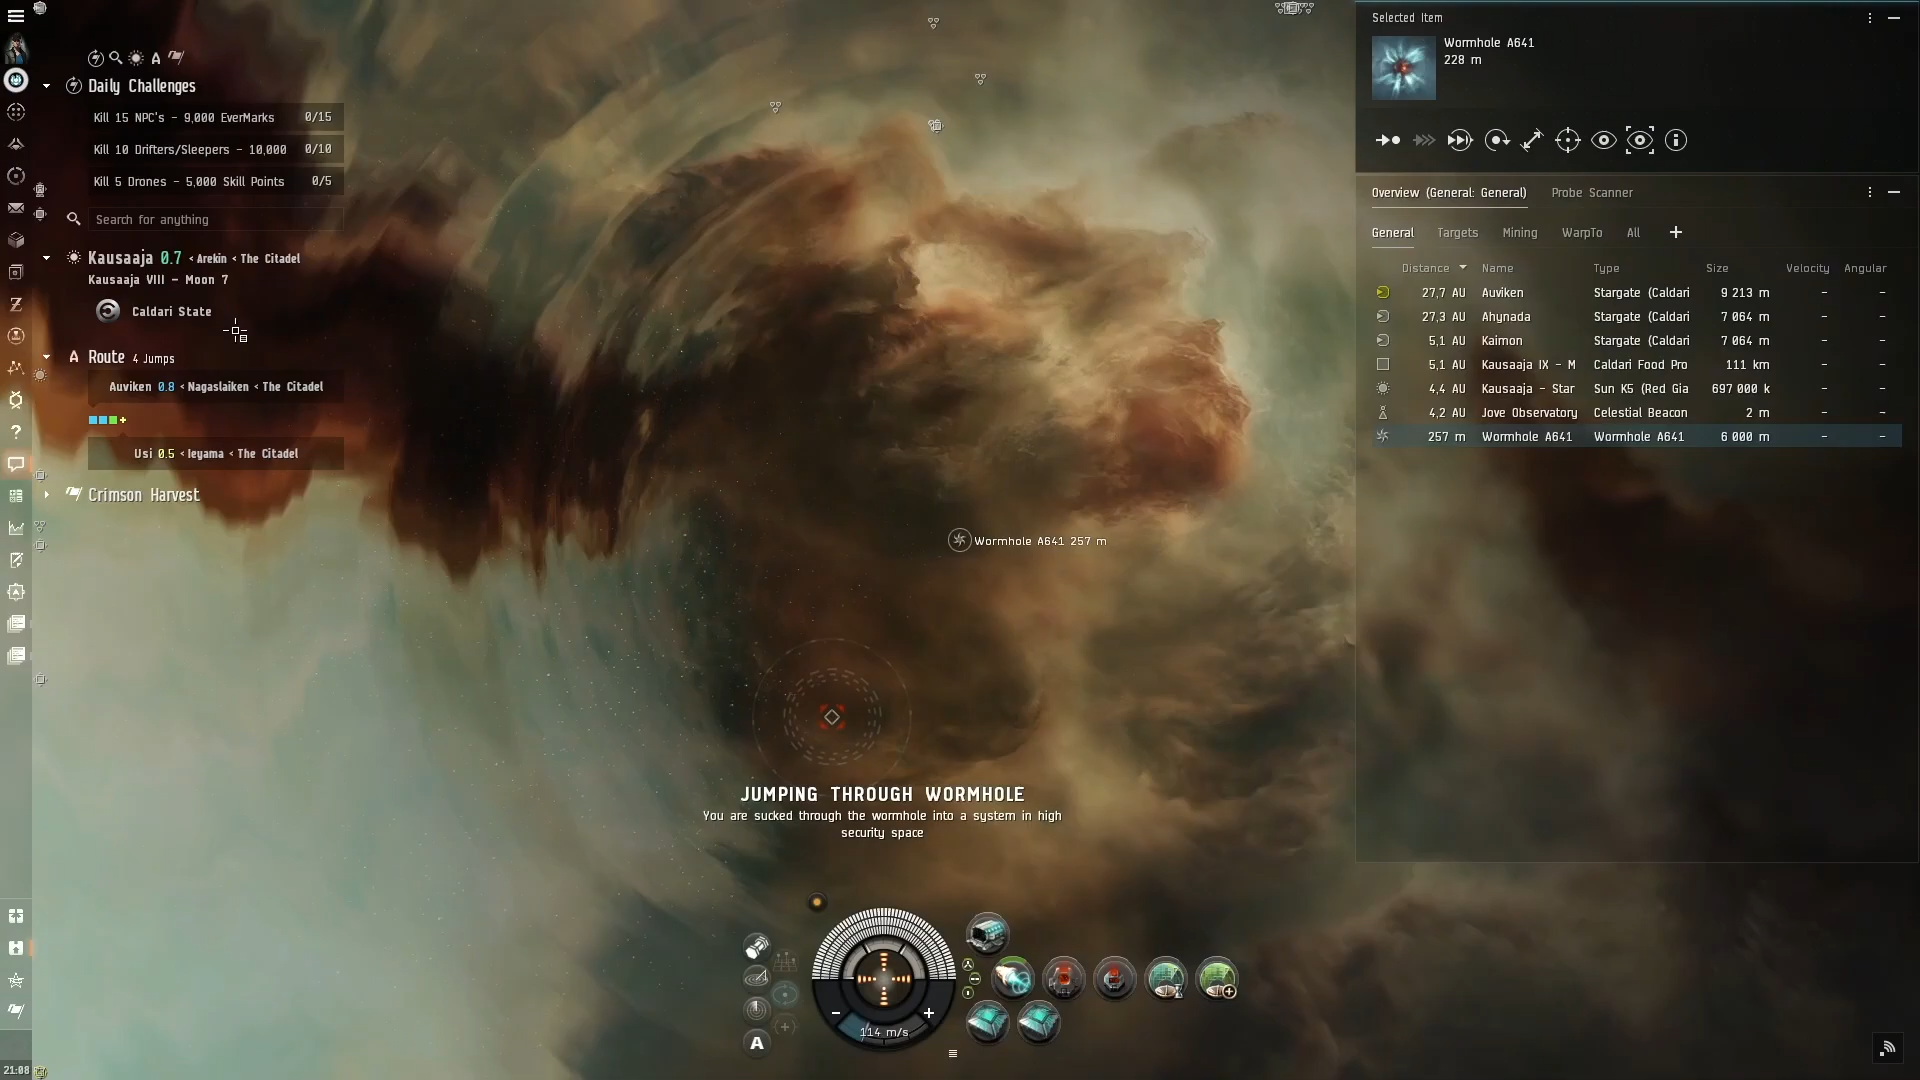 Daily Challenges
Kill 15 NPC's - 9,000 EverMarks 0/15
Kill 10 Drifters/Sleepers - 10,000 0/10
Kill 5 Drones - 5,000 Skill Points 0/5
Search for anything
Kausaaja 0.7 < Arekin < The Citadel
Kausaaja VIII - Moon 7
Caldari State
Route 4 Jumps
Auviken 0.8 < Nagaslaiken < The Citadel
Usi 0.5 < Ieyama < The Citadel
Crimson Harvest
21:08
Wormhole A641 257 m
JUMPING THROUGH WORMHOLE
You are sucked through the wormhole into a system in high
security space
114 m/s
A
Selected Item
Wormhole A641
228 m
Overview (General: General) Probe Scanner
General Targets Mining WarpTo All +
Distance Name Type Size Velocity Angular
27,7 AU Auviken Stargate (Caldari 9 213 m - -
27,3 AU Ahynada Stargate (Caldari 7 064 m - -
5,1 AU Kaimon Stargate (Caldari 7 064 m - -
5,1 AU Kausaaja IX - M Caldari Food Pro 111 km - -
4,4 AU Kausaaja - Star Sun K5 (Red Gia 697 000 k - -
4,2 AU Jove Observatory Celestial Beacon 2 m - -
257 m Wormhole A641 Wormhole A641 6 000 m - -